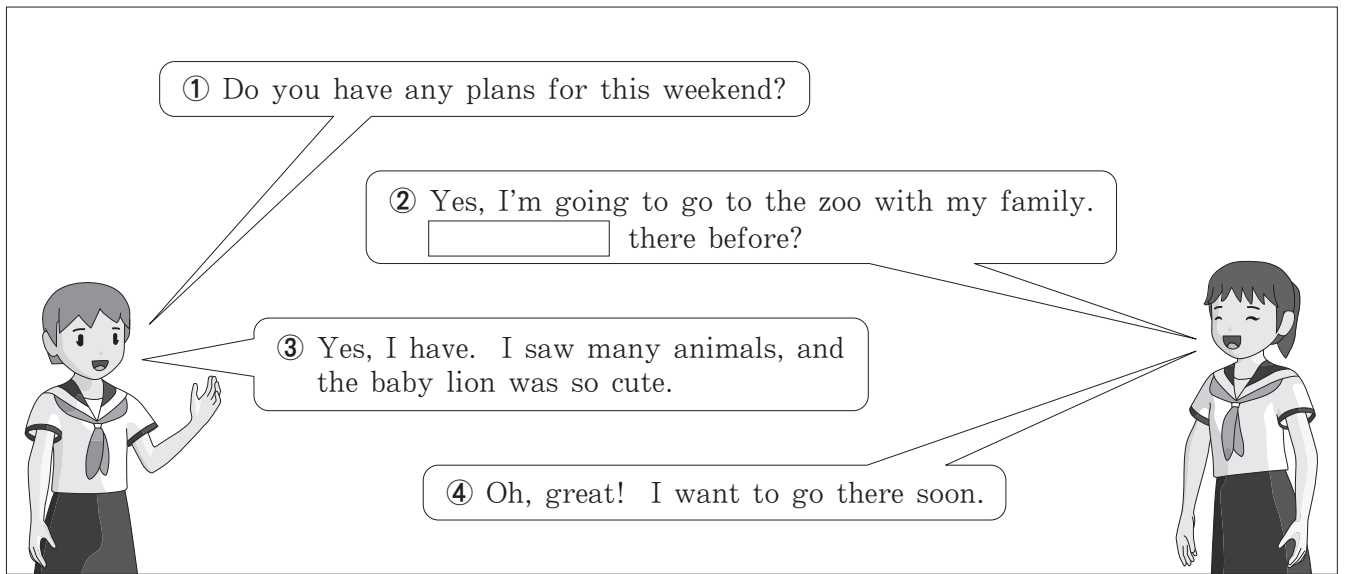 ① Do you have any plans for this weekend?
② Yes, I'm going to go to the zoo with my family.
there before?
③ Yes, I have. I saw many animals, and
the baby lion was so cute.
④ Oh, great! I want to go there soon.